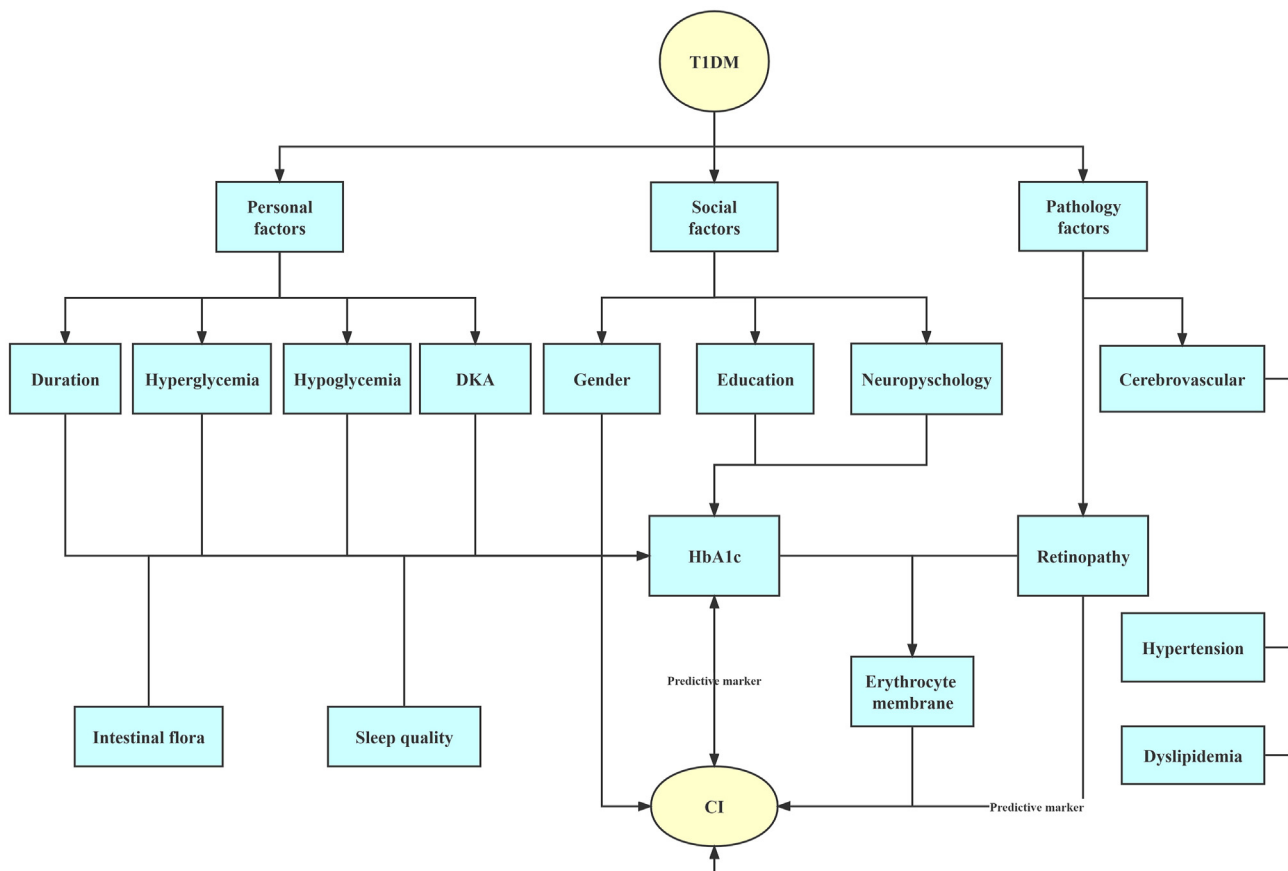 T1DM
Personal
factors
Social
factors
Pathology
factors
Duration
Hyperglycemia
Hypoglycemia
DKA
Gender
Education
Neuropyschology
Cerebrovascular
HbA1c
Retinopathy
Hypertension
Predictive marker
Erythrocyte
membrane
Intestinal flora
Sleep quality
Dyslipidemia
CI
Predictive marker